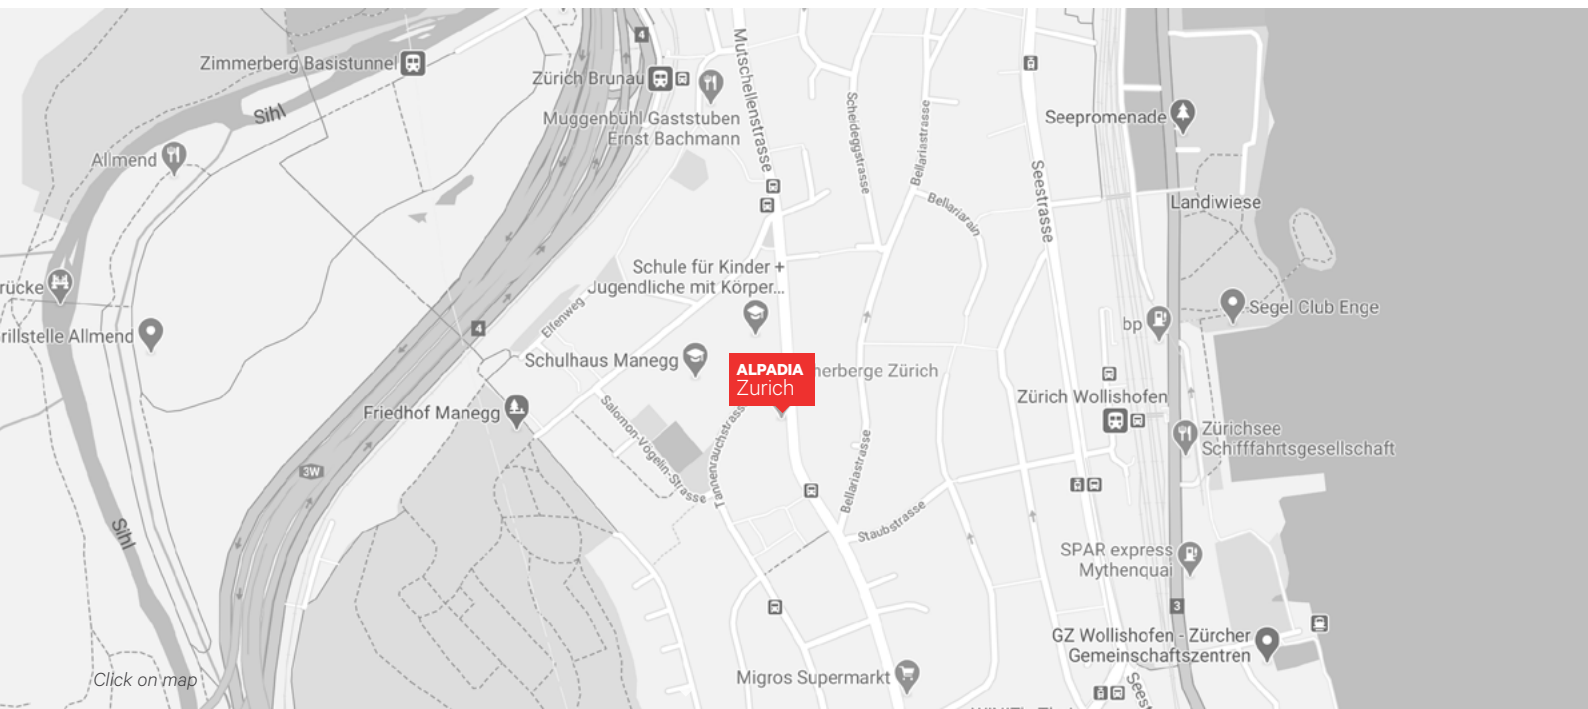 4
Zimmerberg Basistunnel
Zürich Brunau
Mutschellenstrasse
Sihl
Muggenbühl Gaststuben
Ernst Bachmann
Scheideggstrasse
Bellariastrasse
Seepromenade
Allmend
Seestrasse
Bellariarain
Landiwiese
Schule für Kinder +
Jugendliche mit Körper...
rücke
Elfenweg
Segel Club Enge
bp
4
rillstelle Allmend
Schulhaus Manegg
ALPADIA
Zurich
herberge Zürich
Zürich Wollishofen
Friedhof Manegg
Salomon-Vögelin-Strasse
Tannenrauchstrasse
Bellariastrasse
Zürichsee
Schifffahrtsgesellschaft
3W
Sihl
Staubstrasse
SPAR express
Mythenquai
3
GZ Wollishofen - Zürcher
Gemeinschaftszentren
Click on map
Migros Supermarkt